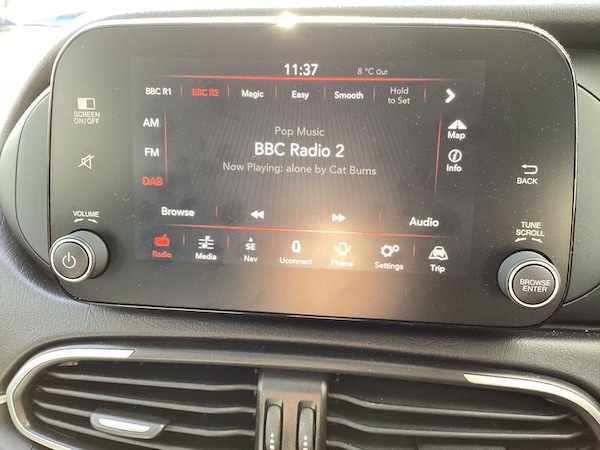 11:37 8 °C Out
BBC R1 BBC R2 Magic Easy Smooth Hold to Set
SCREEN ON/OFF
AM
FM
DAB
Pop Music
BBC Radio 2
Now Playing: alone by Cat Burns
Map
Info
BACK
VOLUME
Browse Audio
TUNE SCROLL
BROWSE ENTER
Radio Media SE Nav Uconnect Phone Settings Trip